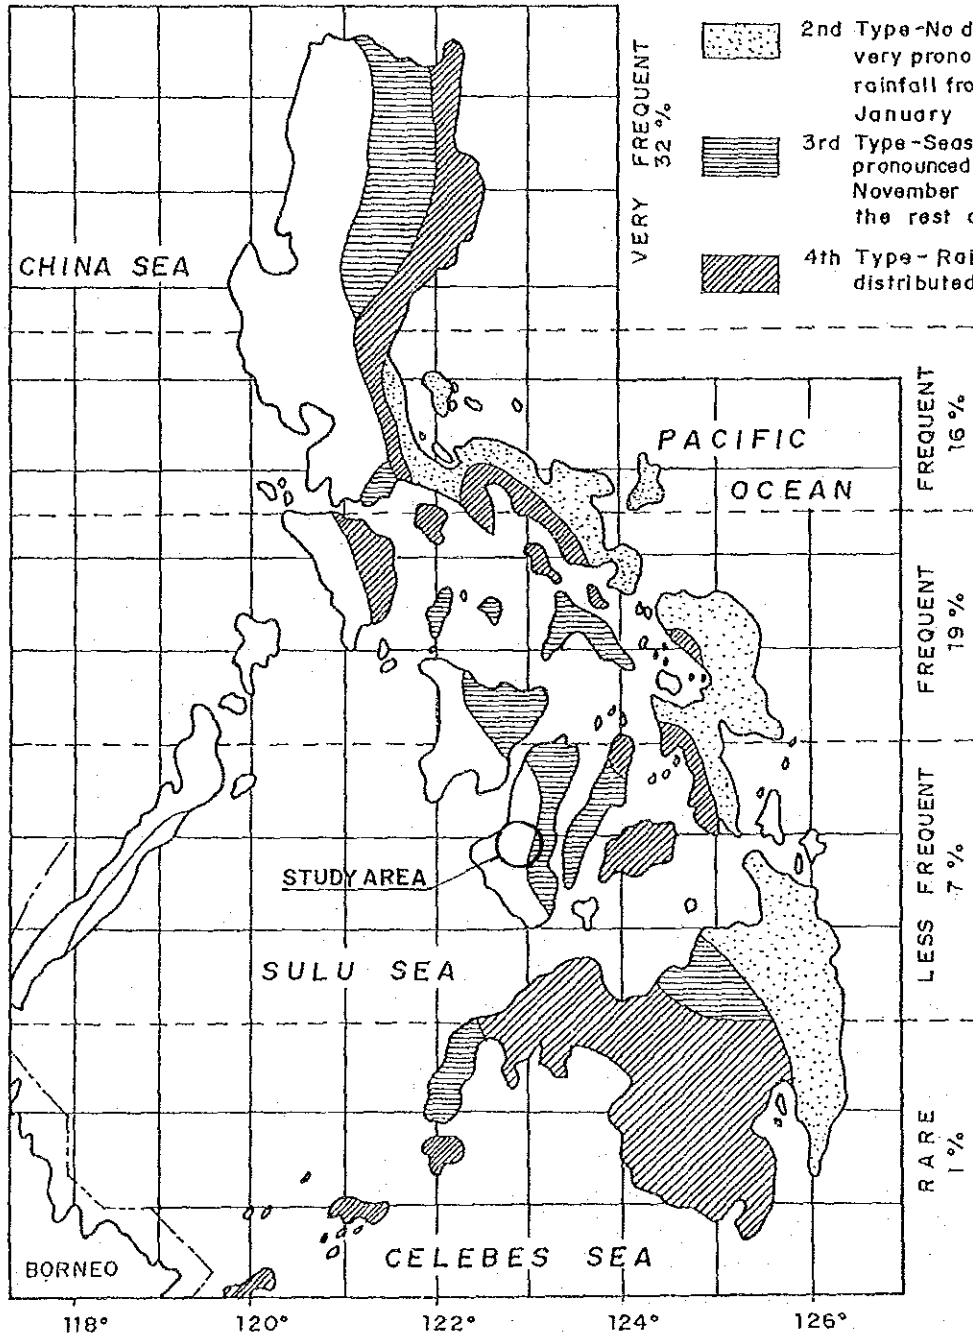 2nd Type-No d
very prono
rainfall fro
January
3rd Type-Seas
pronounced
November
the rest o
4th Type- Rai
distributed
VERY FREQUENT
32 %
CHINA SEA
FREQUENT
16 %
PACIFIC
OCEAN
FREQUENT
19 %
STUDY AREA
LESS FREQUENT
7 %
SULU SEA
RARE
1 %
BORNEO
CELEBES SEA
118°
120°
122°
124°
126°